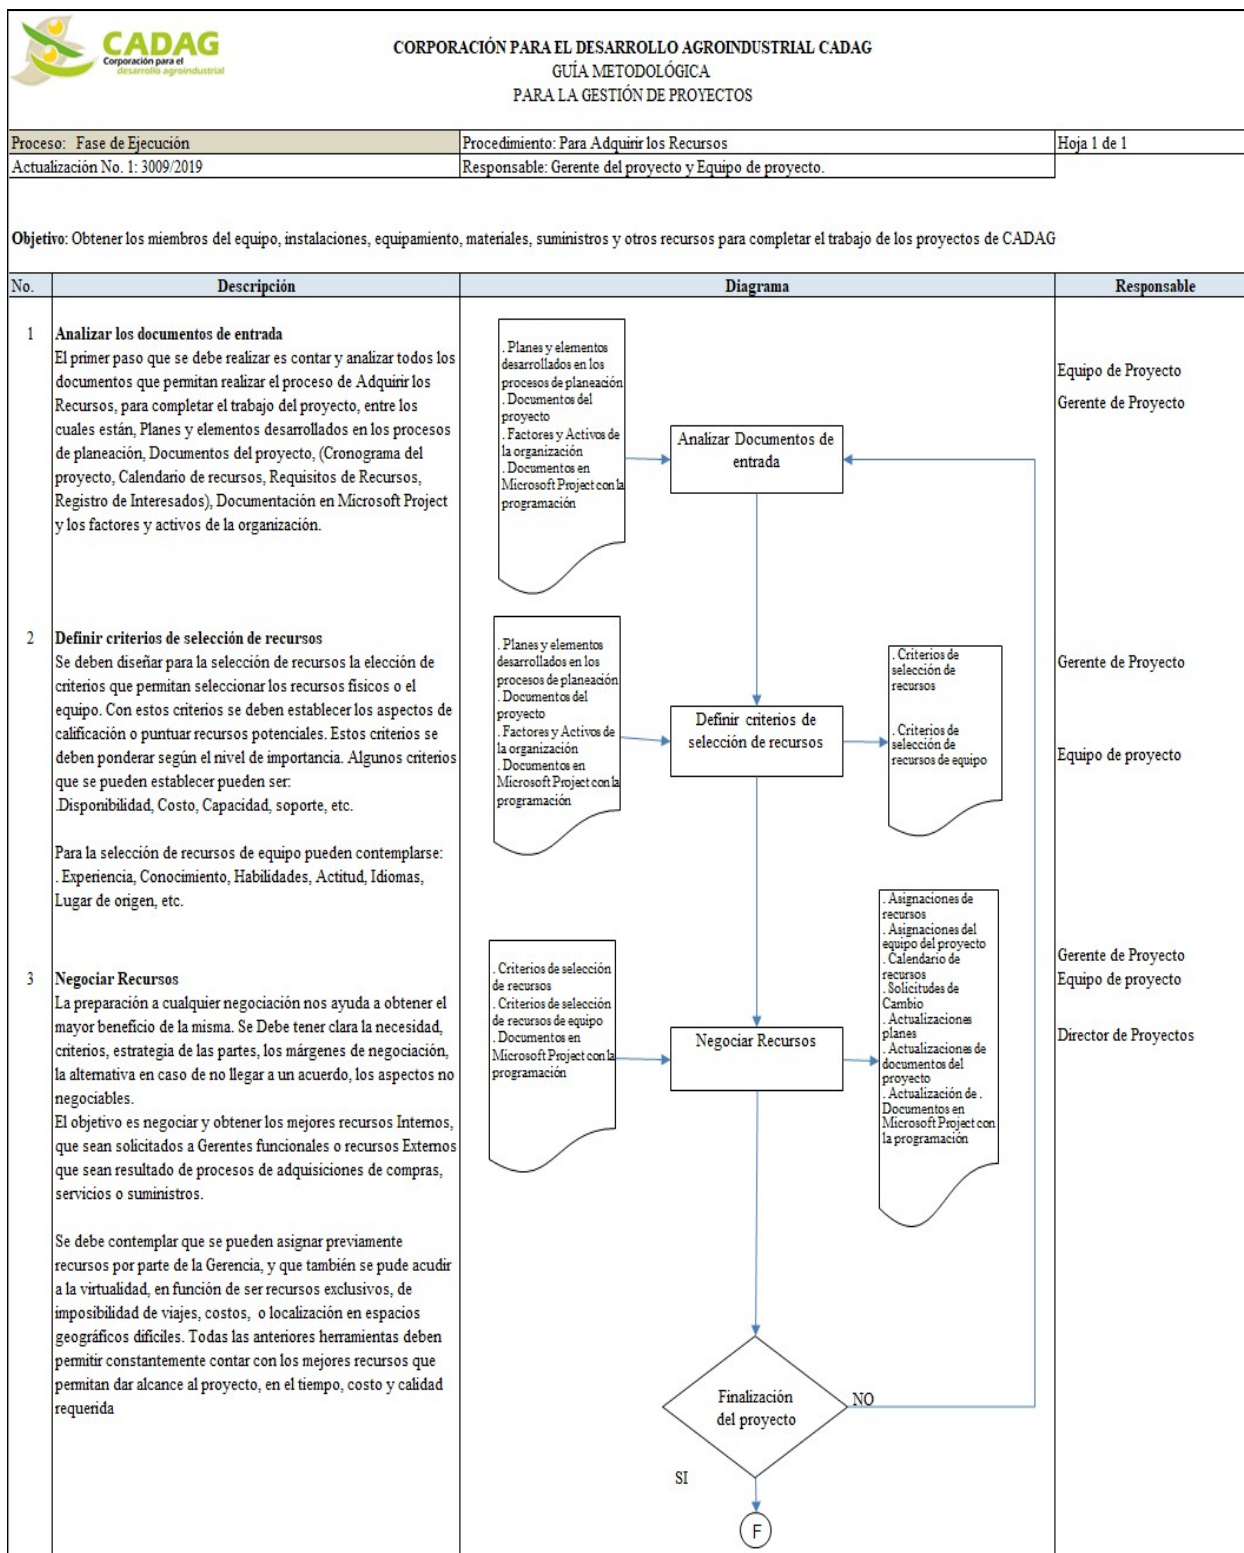 CADAG
Corporación para el
desarrollo agroindustrial
CORPORACIÓN PARA EL DESARROLLO AGROINDUSTRIAL CADAG
GUÍA METODOLÓGICA
PARA LA GESTIÓN DE PROYECTOS
Proceso: Fase de Ejecución
Procedimiento: Para Adquirir los Recursos
Hoja 1 de 1
Actualización No. 1: 3009/2019
Responsable: Gerente del proyecto y Equipo de proyecto.
Objetivo: Obtener los miembros del equipo, instalaciones, equipamiento, materiales, suministros y otros recursos para completar el trabajo de los proyectos de CADAG
No.
Descripción
Diagrama
Responsable
1
Analizar los documentos de entrada
El primer paso que se debe realizar es contar y analizar todos los
documentos que permitan realizar el proceso de Adquirir los
Recursos, para completar el trabajo del proyecto, entre los
cuales están, Planes y elementos desarrollados en los procesos
de planeación, Documentos del proyecto, (Cronograma del
proyecto, Calendario de recursos, Requisitos de Recursos,
Registro de Interesados), Documentación en Microsoft Project
y los factores y activos de la organización.
. Planes y elementos
desarrollados en los
procesos de planeación
. Documentos del
proyecto
. Factores y Activos de
la organización
. Documentos en
Microsoft Project con la
programación
Analizar Documentos de
entrada
Equipo de Proyecto
Gerente de Proyecto
2
Definir criterios de selección de recursos
Se deben diseñar para la selección de recursos la elección de
criterios que permitan seleccionar los recursos físicos o el
equipo. Con estos criterios se deben establecer los aspectos de
calificación o puntuar recursos potenciales. Estos criterios se
deben ponderar según el nivel de importancia. Algunos criterios
que se pueden establecer pueden ser:
.Disponibilidad, Costo, Capacidad, soporte, etc.
Para la selección de recursos de equipo pueden contemplarse:
. Experiencia, Conocimiento, Habilidades, Actitud, Idiomas,
Lugar de origen, etc.
. Planes y elementos
desarrollados en los
procesos de planeación
. Documentos del
proyecto
. Factores y Activos de
la organización
. Documentos en
Microsoft Project con la
programación
Definir criterios de
selección de recursos
. Criterios de
selección de
recursos
. Criterios de
selección de
recursos de equipo
Gerente de Proyecto
Equipo de proyecto
3
Negociar Recursos
La preparación a cualquier negociación nos ayuda a obtener el
mayor beneficio de la misma. Se Debe tener clara la necesidad,
criterios, estrategia de las partes, los márgenes de negociación,
la alternativa en caso de no llegar a un acuerdo, los aspectos no
negociables.
El objetivo es negociar y obtener los mejores recursos Internos,
que sean solicitados a Gerentes funcionales o recursos Externos
que sean resultado de procesos de adquisiciones de compras,
servicios o suministros.
Se debe contemplar que se pueden asignar previamente
recursos por parte de la Gerencia, y que también se pude acudir
a la virtualidad, en función de ser recursos exclusivos, de
imposibilidad de viajes, costos, o localización en espacios
geográficos difíciles. Todas las anteriores herramientas deben
permitir constantemente contar con los mejores recursos que
permitan dar alcance al proyecto, en el tiempo, costo y calidad
requerida
. Criterios de selección
de recursos
. Criterios de selección
de recursos de equipo
. Documentos en
Microsoft Project con la
programación
Negociar Recursos
. Asignaciones de
recursos
. Asignaciones del
equipo del proyecto
. Calendario de
recursos
. Solicitudes de
Cambio
. Actualizaciones
planes
. Actualizaciones de
documentos del
proyecto
. Actualización de .
Documentos en
Microsoft Project con
la programación
Gerente de Proyecto
Equipo de proyecto
Director de Proyectos
Finalización
del proyecto
NO
SI
F